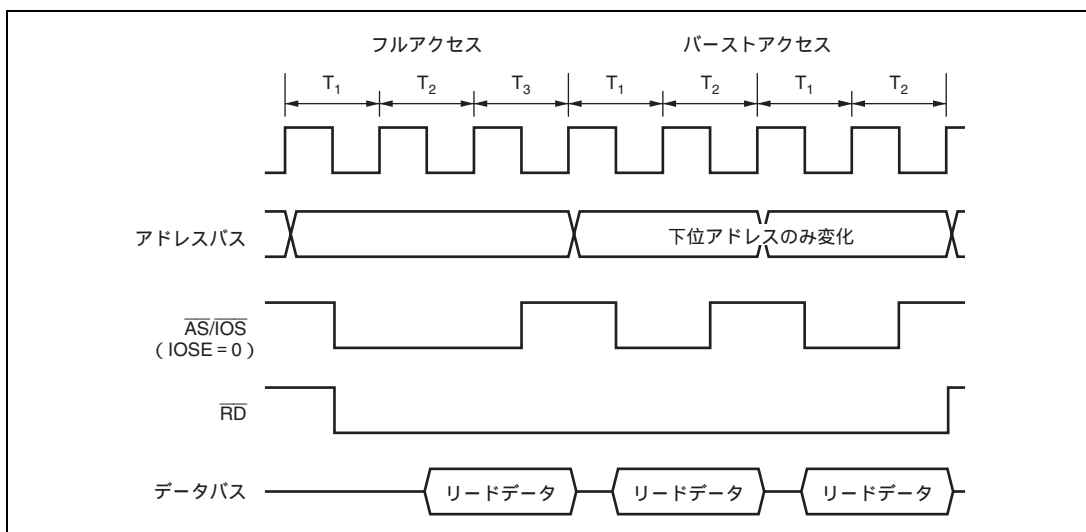 フルアクセス バーストアクセス
T1 T2 T3 T1 T2 T1 T2
アドレスバス 下位アドレスのみ変化
AS/IOS
(IOSE=0)
RD
データバス リードデータ リードデータ リードデータ